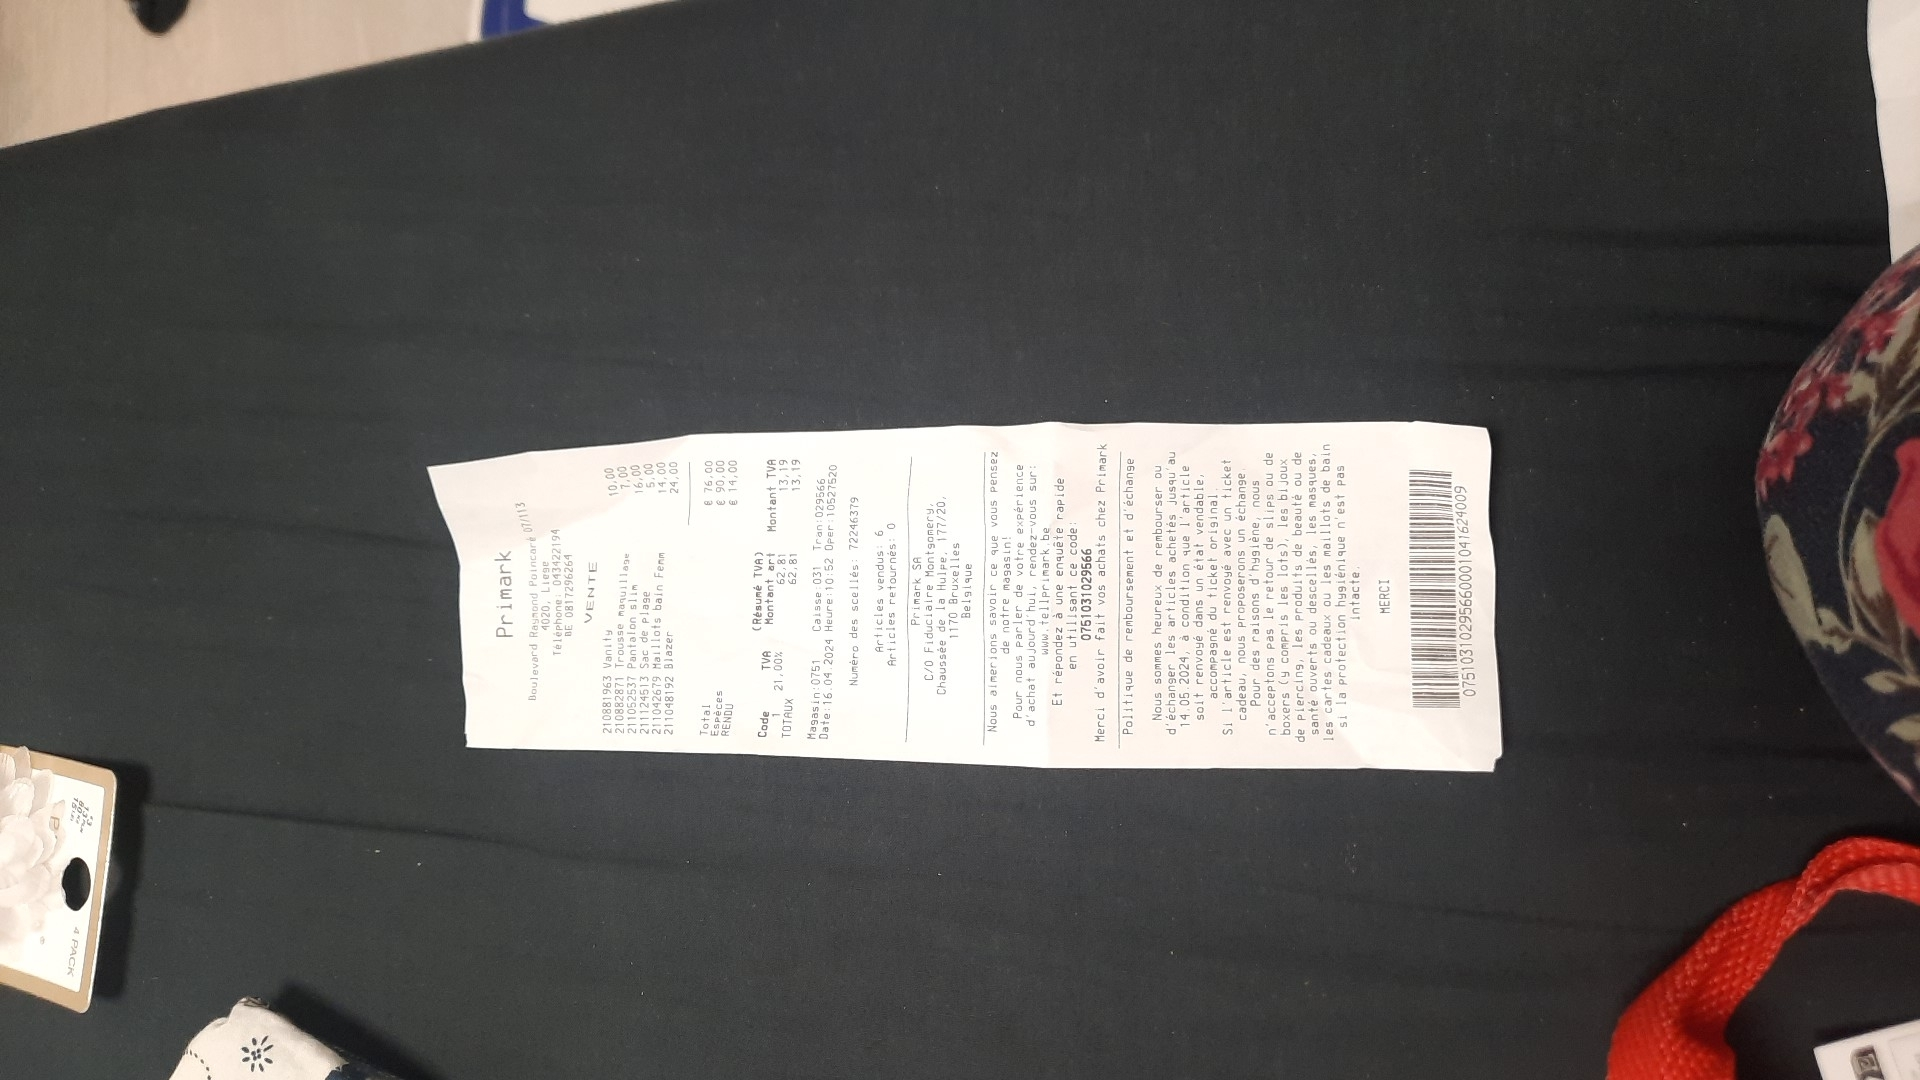 Primark
Boulevard Raymond Poincaré 07/113
4020, Liege
Téléphone: 043422194
BE 0817296264
VENTE
210881963 Vanity 10,00
210882871 Trousse maquillage 7,00
211052537 Pantalon slim 16,00
211124513 Sac de plage 5,00
211042679 Maillots bain Femm 14,00
211048192 Blazer 24,00
Total € 76,00
Espèces € 90,00
RENDU € 14,00
(Résumé TVA)
Code TVA Montant art Montant TVA
1 21,00% 62,81 13,19
TOTAUX 62,81 13,19
Magasin:0751 Caisse:031 Tran:029566
Date:16.04.2024 Heure:10:52 Oper:10527520
Numéro des scellés: 72246379
Articles vendus: 6
Articles retournés: 0
Primark SA
C/O Fiduciaire Montgomery,
Chaussée de la Hulpe, 177/20,
1170 Bruxelles
Belgique
Nous aimerions savoir ce que vous pensez
de notre magasin!
Pour nous parler de votre expérience
d'achat aujourd'hui, rendez-vous sur:
www.tellprimark.be
Et répondez à une enquête rapide
en utilisant ce code:
0751031029566
Merci d'avoir fait vos achats chez Primark
Politique de remboursement et d'échange
Nous sommes heureux de rembourser ou
d'échanger les articles achetés jusqu'au
14.05.2024, à condition que l'article
soit renvoyé dans un état vendable,
accompagné du ticket original.
Si l'article est renvoyé avec un ticket
cadeau, nous proposerons un échange.
Pour des raisons d'hygiène, nous
n'acceptons pas le retour de slips ou de
boxers (y compris les lots), les bijoux
de piercing, les produits de beauté ou de
santé ouverts ou descellés, les masques,
les cartes cadeaux ou les maillots de bain
si la protection hygiénique n'est pas
intacte.
MERCI
07510310295660001041624009
4 PACK